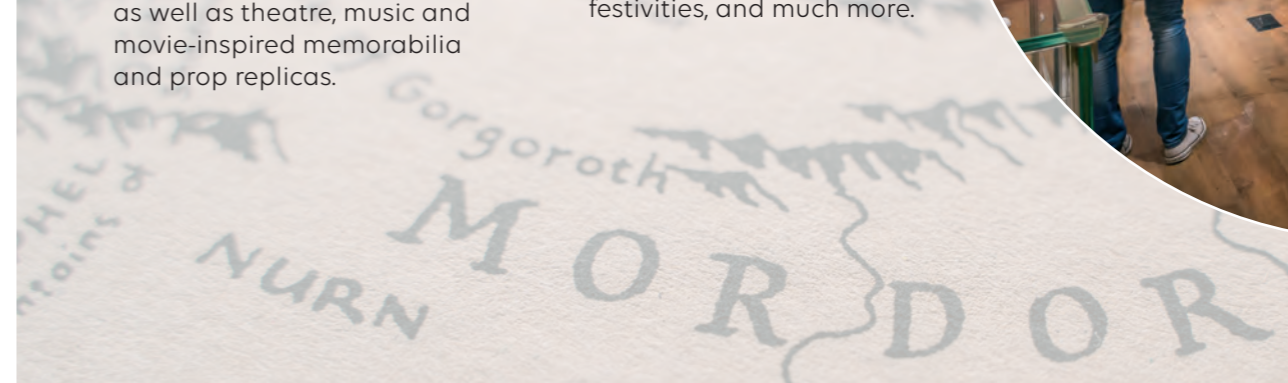 as well as theatre, music and
movie-inspired memorabilia
and prop replicas.
festivities, and much more.
Gorgoroth
MORDOR
NURN